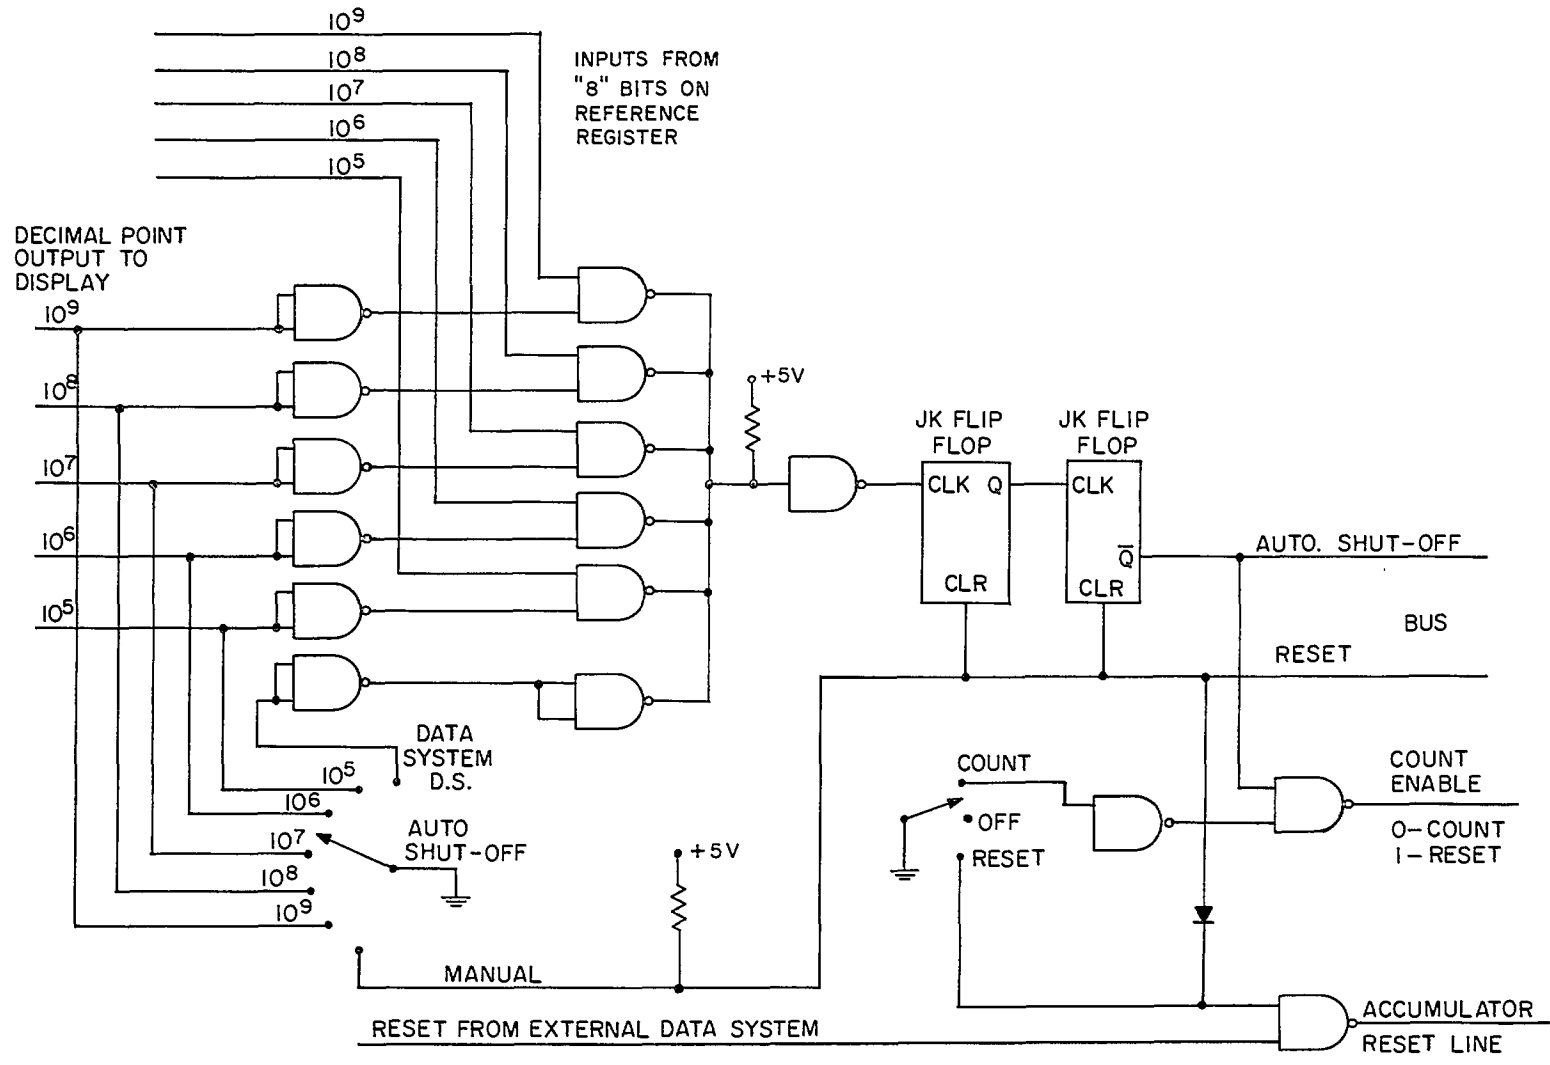 10⁹
10⁸
10⁷
10⁶
10⁵
INPUTS FROM
"8" BITS ON
REFERENCE
REGISTER
DECIMAL POINT
OUTPUT TO
DISPLAY
10⁹
10⁸
10⁷
10⁶
10⁵
+5V
JK FLIP
FLOP
JK FLIP
FLOP
CLK Q
CLR
CLK
Q̅
CLR
AUTO. SHUT-OFF
BUS
RESET
DATA
SYSTEM
D.S.
10⁵
10⁶
10⁷
10⁸
10⁹
AUTO
SHUT-OFF
+5V
MANUAL
COUNT
OFF
RESET
COUNT
ENABLE
0-COUNT
1-RESET
RESET FROM EXTERNAL DATA SYSTEM
ACCUMULATOR
RESET LINE